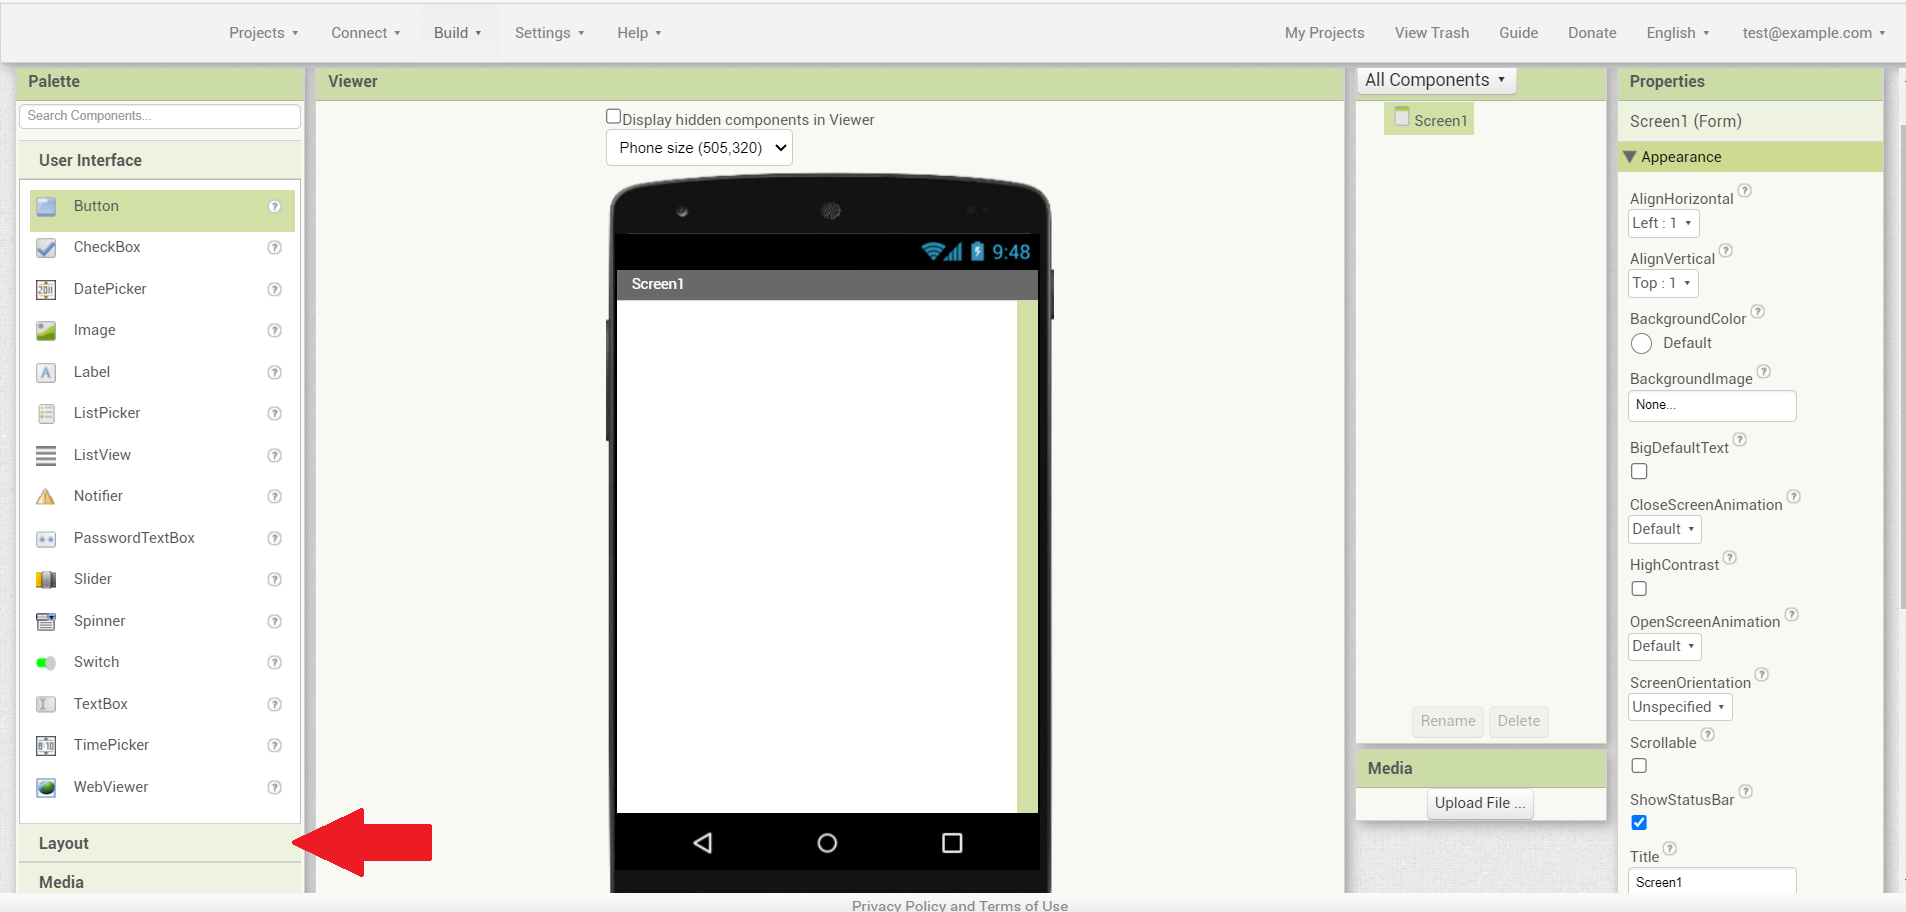 Projects Connect Build Settings Help My Projects View Trash Guide Donate English test@example.com
Palette
Search Components...
User Interface
Button
CheckBox
DatePicker
Image
Label
ListPicker
ListView
Notifier
PasswordTextBox
Slider
Spinner
Switch
TextBox
TimePicker
WebViewer
Layout
Media
Viewer
Display hidden components in Viewer
Phone size (505,320)
9:48
Screen1
All Components
Screen1
Rename Delete
Media
Upload File ...
Properties
Screen1 (Form)
Appearance
AlignHorizontal
Left : 1
AlignVertical
Top : 1
BackgroundColor
Default
BackgroundImage
None...
BigDefaultText
CloseScreenAnimation
Default
HighContrast
OpenScreenAnimation
Default
ScreenOrientation
Unspecified
Scrollable
ShowStatusBar
Title
Screen1
Privacy Policy and Terms of Use